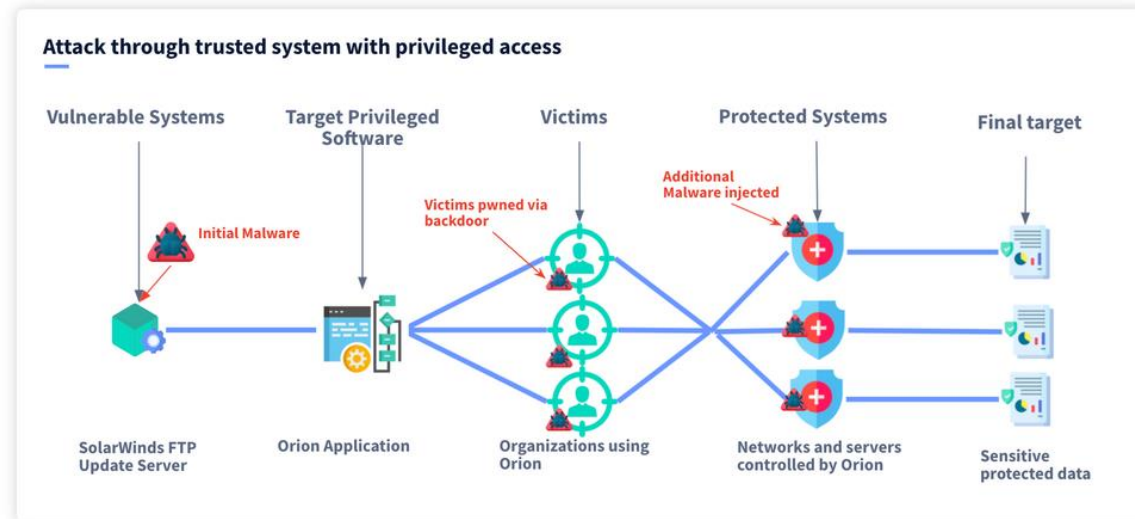 Attack through trusted system with privileged access
Vulnerable Systems
Target Privileged
Software
Victims
Protected Systems
Final target
Initial Malware
Victims pwned via
backdoor
Additional
Malware injected
SolarWinds FTP
Update Server
Orion Application
Organizations using
Orion
Networks and servers
controlled by Orion
Sensitive
protected data